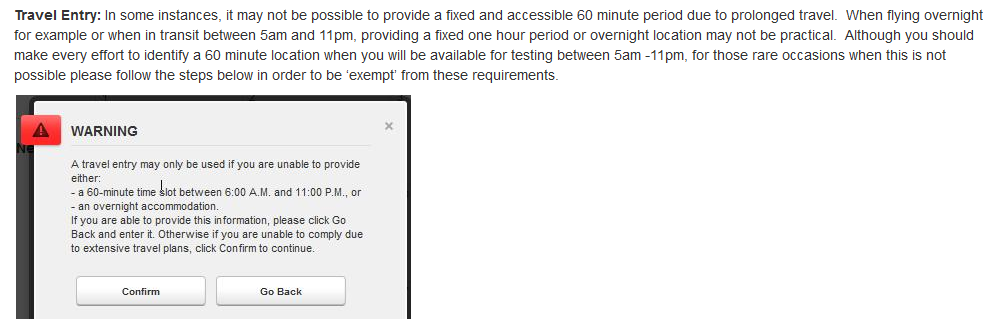 Travel Entry: In some instances, it may not be possible to provide a fixed and accessible 60 minute period due to prolonged travel.  When flying overnight
for example or when in transit between 5am and 11pm, providing a fixed one hour period or overnight location may not be practical.  Although you should
make every effort to identify a 60 minute location when you will be available for testing between 5am -11pm, for those rare occasions when this is not
possible please follow the steps below in order to be 'exempt' from these requirements.
Ne
WARNING
×
A travel entry may only be used if you are unable to provide
either:
- a 60-minute time slot between 6:00 A.M. and 11:00 P.M., or
- an overnight accommodation.
If you are able to provide this information, please click Go
Back and enter it. Otherwise if you are unable to comply due
to extensive travel plans, click Confirm to continue.
Confirm
Go Back